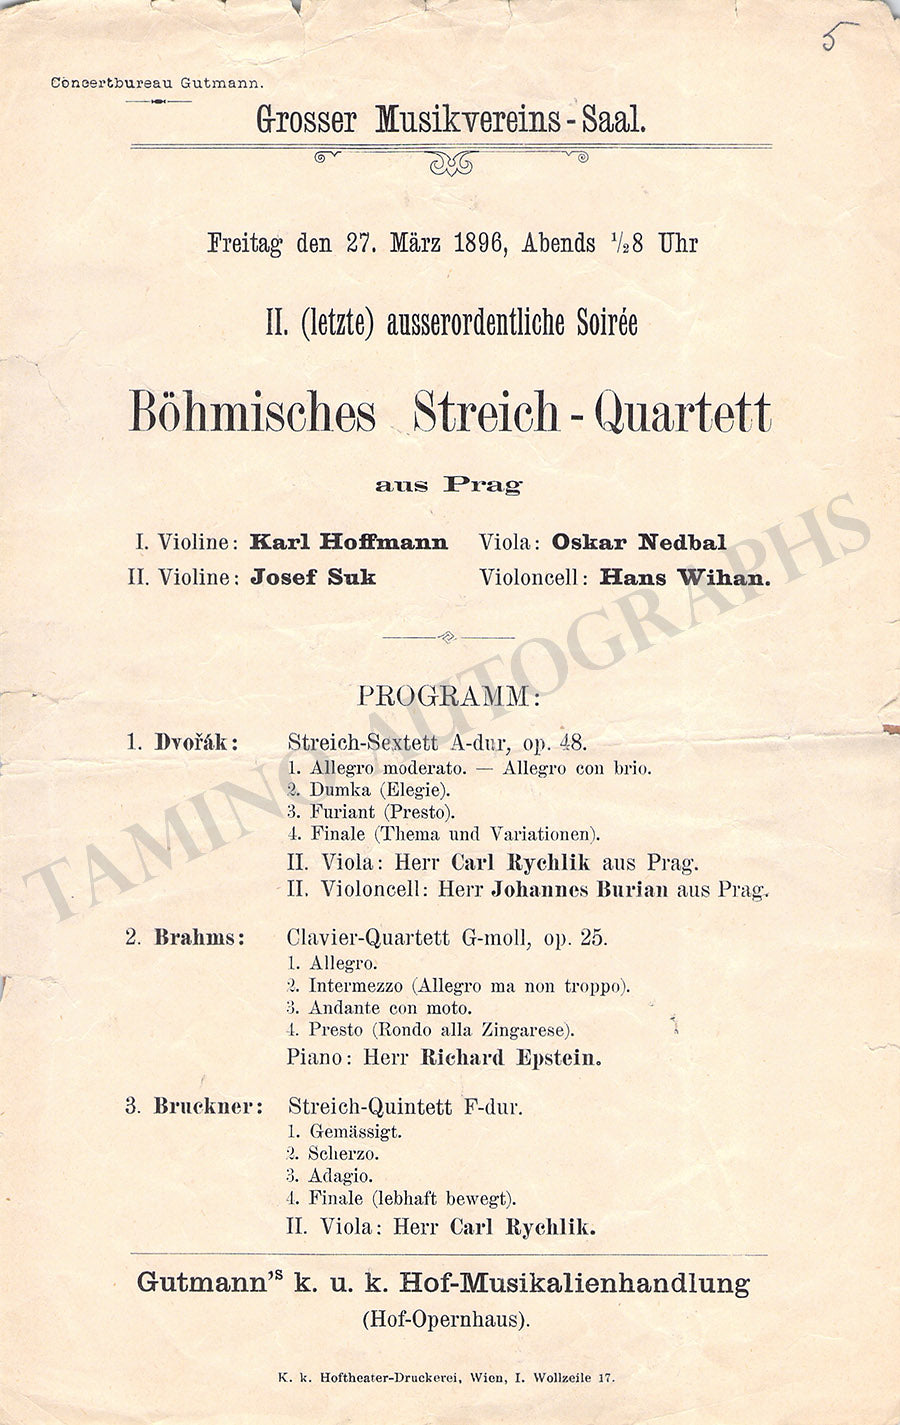 5
Concertbureau Gutmann.
Grosser Musikvereins-Saal.
Freitag den 27. März 1896, Abends ½8 Uhr
II. (letzte) ausserordentliche Soirée
Böhmisches Streich-Quartett
aus Prag
I. Violine: Karl Hoffmann Viola: Oskar Nedbal
II. Violine: Josef Suk Violoncell: Hans Wihan.
PROGRAMM:
1. Dvořák: Streich-Sextett A-dur, op. 48.
1. Allegro moderato. — Allegro con brio.
2. Dumka (Elegie).
3. Furiant (Presto).
4. Finale (Thema und Variationen).
II. Viola: Herr Carl Rychlik aus Prag.
II. Violoncell: Herr Johannes Burian aus Prag.
2. Brahms: Clavier-Quartett G-moll, op. 25.
1. Allegro.
2. Intermezzo (Allegro ma non troppo).
3. Andante con moto.
4. Presto (Rondo alla Zingarese).
Piano: Herr Richard Epstein.
3. Bruckner: Streich-Quintett F-dur.
1. Gemässigt.
2. Scherzo.
3. Adagio.
4. Finale (lebhaft bewegt).
II. Viola: Herr Carl Rychlik.
Gutmann's k. u. k. Hof-Musikalienhandlung
(Hof-Opernhaus).
K. k. Hoftheater-Druckerei, Wien, I. Wollzeile 17.
TAMINO AUTOGRAPHS